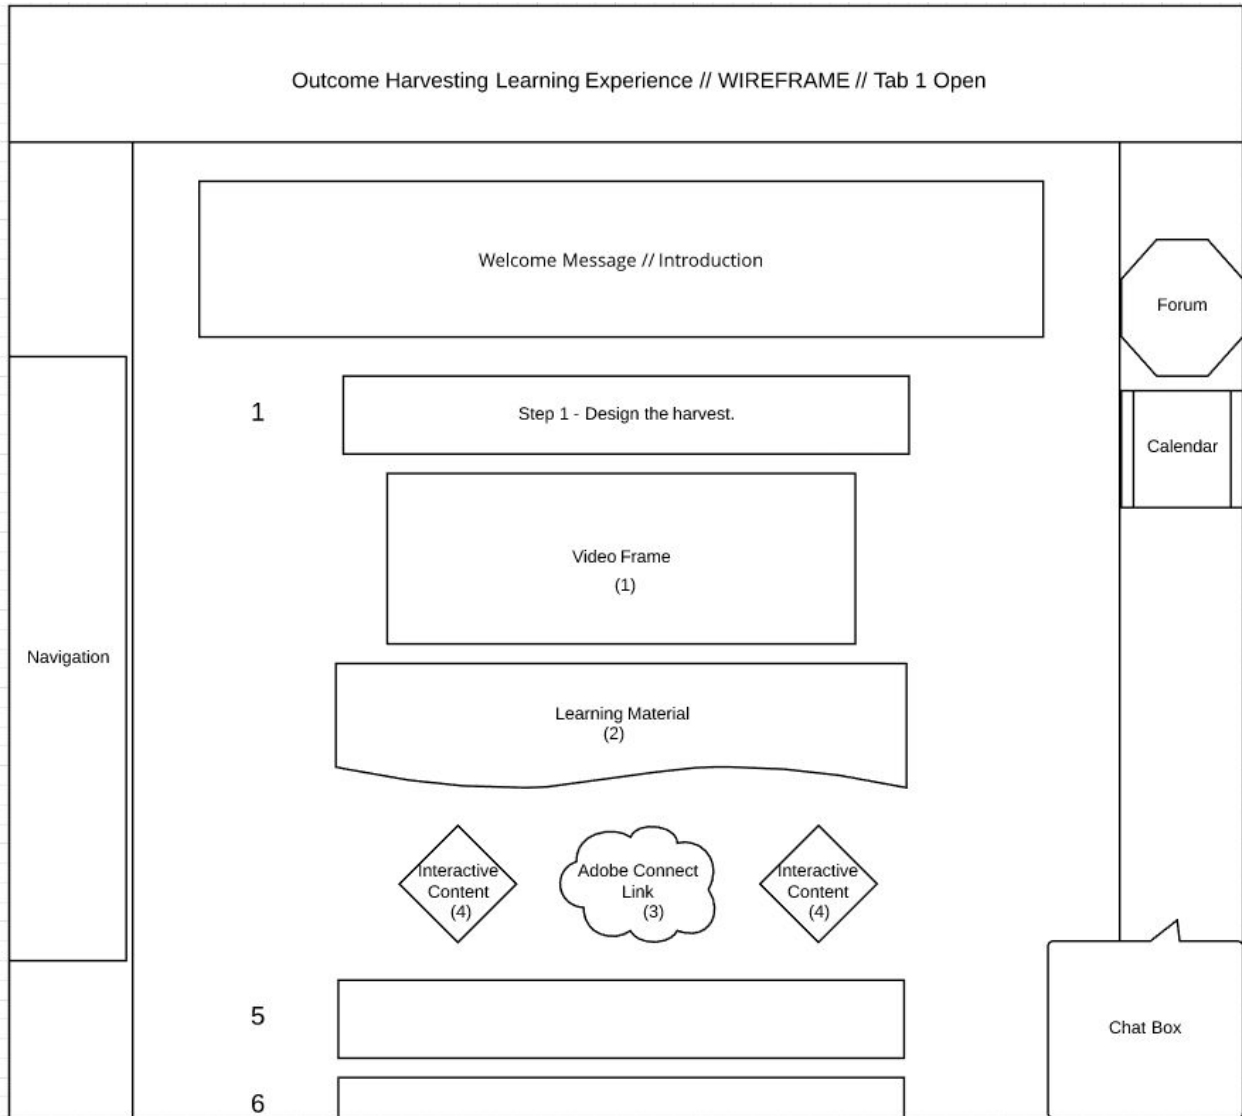 Outcome Harvesting Learning Experience // WIREFRAME // Tab 1 Open
Welcome Message // Introduction
Forum
1
Step 1 - Design the harvest.
Calendar
Video Frame
(1)
Navigation
Learning Material
(2)
Interactive
Content
(4)
Adobe Connect
Link
(3)
Interactive
Content
(4)
5
Chat Box
6